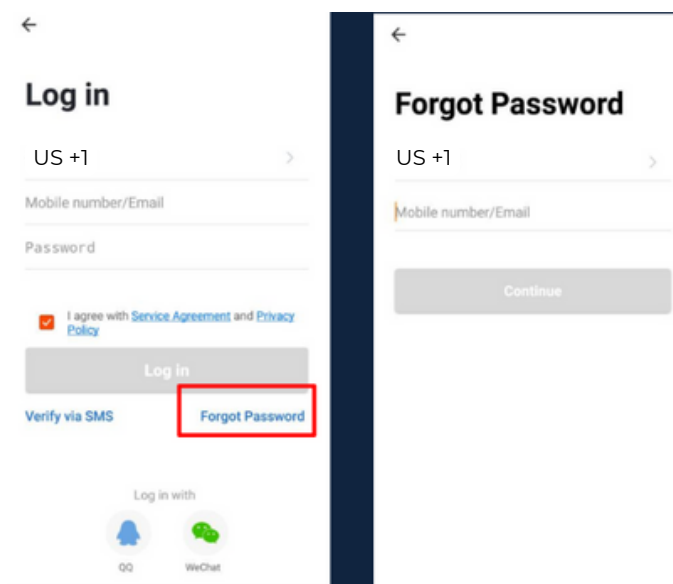 Log in
US +1
Mobile number/Email
Password
I agree with Service Agreement and Privacy
Policy
Log in
Verify via SMS
Forgot Password
Log in with
QQ
WeChat
Forgot Password
US +1
Mobile number/Email
Continue